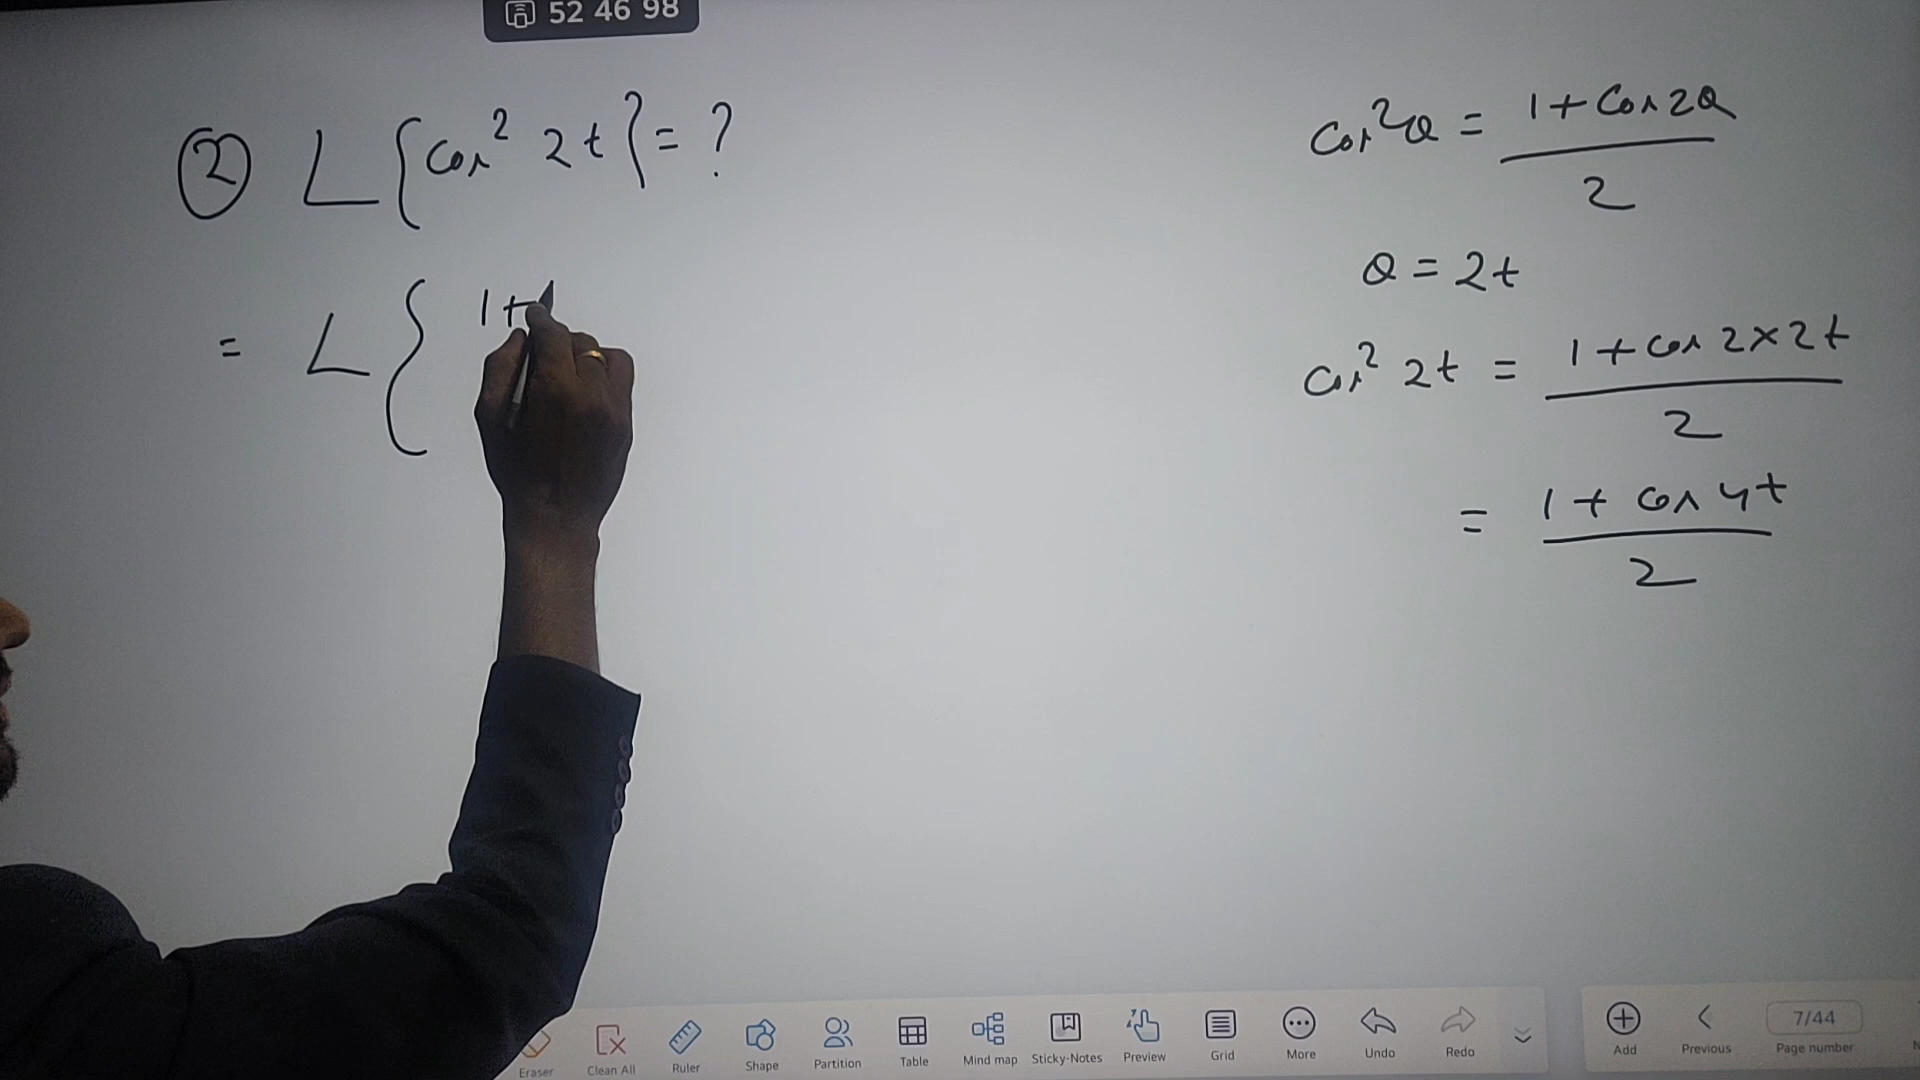 52 46 98
② L{cos² 2t} = ?
= L{ 1+
cos²θ = (1+cos2θ)/2
θ = 2t
cos² 2t = (1+cos 2×2t)/2
= (1+cos 4t)/2
Eraser Clean All Ruler Shape Partition Table Mind map Sticky-Notes Preview Grid More Undo Redo Add Previous Page number
7/44